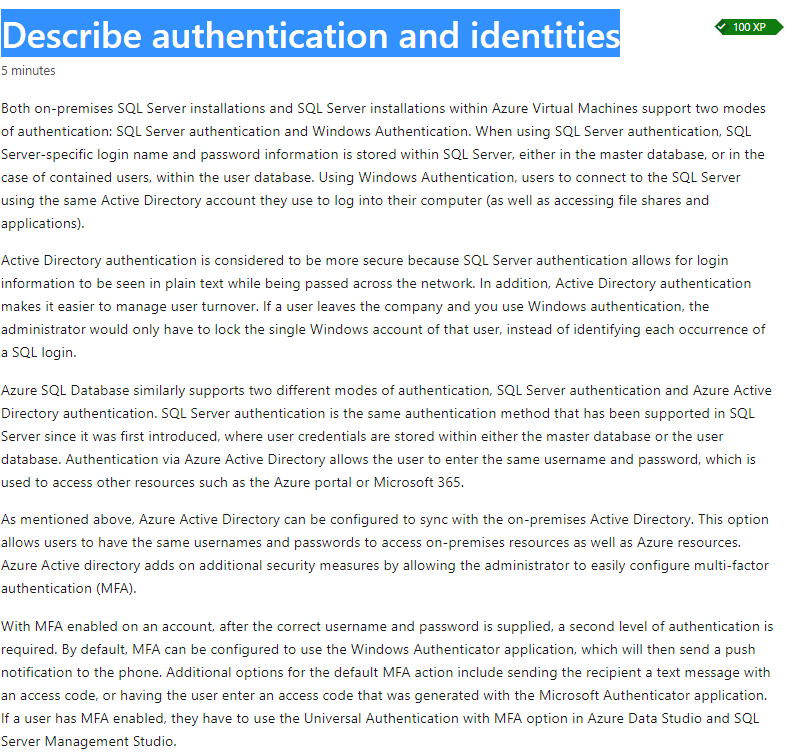 Describe authentication and identities
100 XP
5 minutes
Both on-premises SQL Server installations and SQL Server installations within Azure Virtual Machines support two modes
of authentication: SQL Server authentication and Windows Authentication. When using SQL Server authentication, SQL
Server-specific login name and password information is stored within SQL Server, either in the master database, or in the
case of contained users, within the user database. Using Windows Authentication, users to connect to the SQL Server
using the same Active Directory account they use to log into their computer (as well as accessing file shares and
applications).
Active Directory authentication is considered to be more secure because SQL Server authentication allows for login
information to be seen in plain text while being passed across the network. In addition, Active Directory authentication
makes it easier to manage user turnover. If a user leaves the company and you use Windows authentication, the
administrator would only have to lock the single Windows account of that user, instead of identifying each occurrence of
a SQL login.
Azure SQL Database similarly supports two different modes of authentication, SQL Server authentication and Azure Active
Directory authentication. SQL Server authentication is the same authentication method that has been supported in SQL
Server since it was first introduced, where user credentials are stored within either the master database or the user
database. Authentication via Azure Active Directory allows the user to enter the same username and password, which is
used to access other resources such as the Azure portal or Microsoft 365.
As mentioned above, Azure Active Directory can be configured to sync with the on-premises Active Directory. This option
allows users to have the same usernames and passwords to access on-premises resources as well as Azure resources.
Azure Active directory adds on additional security measures by allowing the administrator to easily configure multi-factor
authentication (MFA).
With MFA enabled on an account, after the correct username and password is supplied, a second level of authentication is
required. By default, MFA can be configured to use the Windows Authenticator application, which will then send a push
notification to the phone. Additional options for the default MFA action include sending the recipient a text message with
an access code, or having the user enter an access code that was generated with the Microsoft Authenticator application.
If a user has MFA enabled, they have to use the Universal Authentication with MFA option in Azure Data Studio and SQL
Server Management Studio.